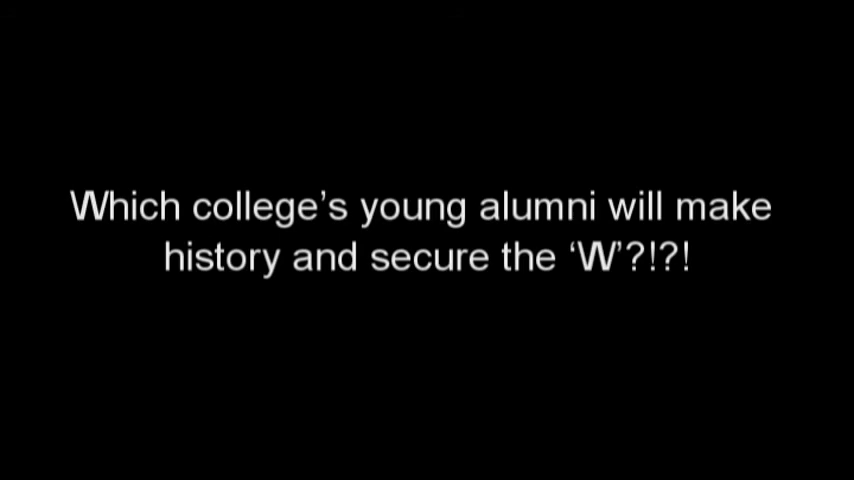 Which college’s young alumni will make
history and secure the ‘W’?!?!